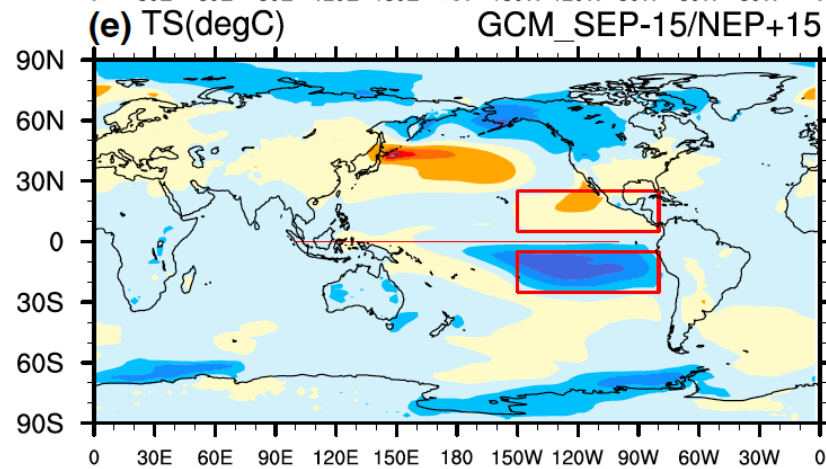 (e) TS(degC) GCM_SEP-15/NEP+15
90N
60N
30N
0
30S
60S
90S
0 30E 60E 90E 120E 150E 180 150W 120W 90W 60W 30W 0